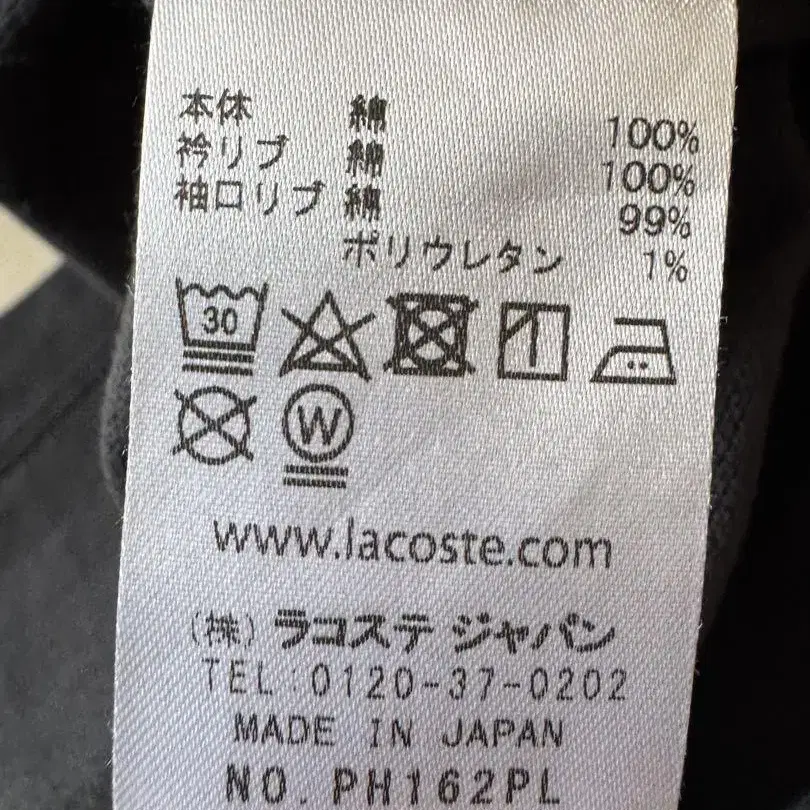 本体 綿 100%
衿リブ 綿 100%
袖口リブ 綿 99%
ポリウレタン 1%
30
W
www.lacoste.com
(株) ラコステ ジャパン
TEL:0120-37-0202
MADE IN JAPAN
NO. PH162PL